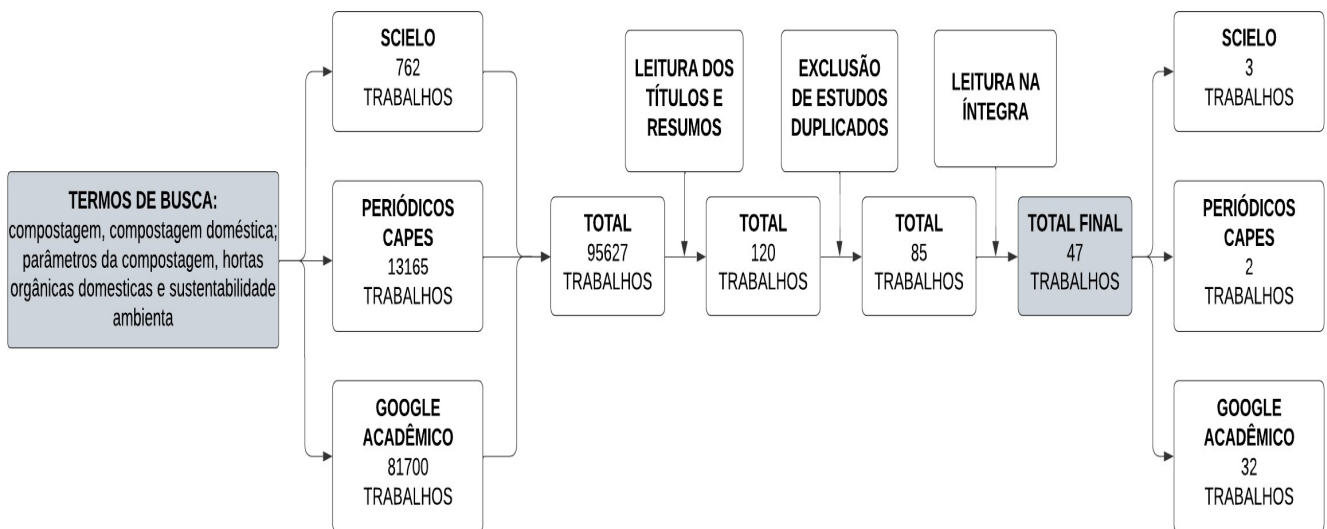 TERMOS DE BUSCA:
compostagem, compostagem doméstica;
parâmetros da compostagem, hortas
orgânicas domesticas e sustentabilidade
ambienta
SCIELO
762
TRABALHOS
PERIÓDICOS
CAPES
13165
TRABALHOS
GOOGLE
ACADÊMICO
81700
TRABALHOS
TOTAL
95627
TRABALHOS
LEITURA DOS
TÍTULOS E
RESUMOS
TOTAL
120
TRABALHOS
EXCLUSÃO
DE ESTUDOS
DUPLICADOS
TOTAL
85
TRABALHOS
LEITURA NA
ÍNTEGRA
TOTAL FINAL
47
TRABALHOS
SCIELO
3
TRABALHOS
PERIÓDICOS
CAPES
2
TRABALHOS
GOOGLE
ACADÊMICO
32
TRABALHOS